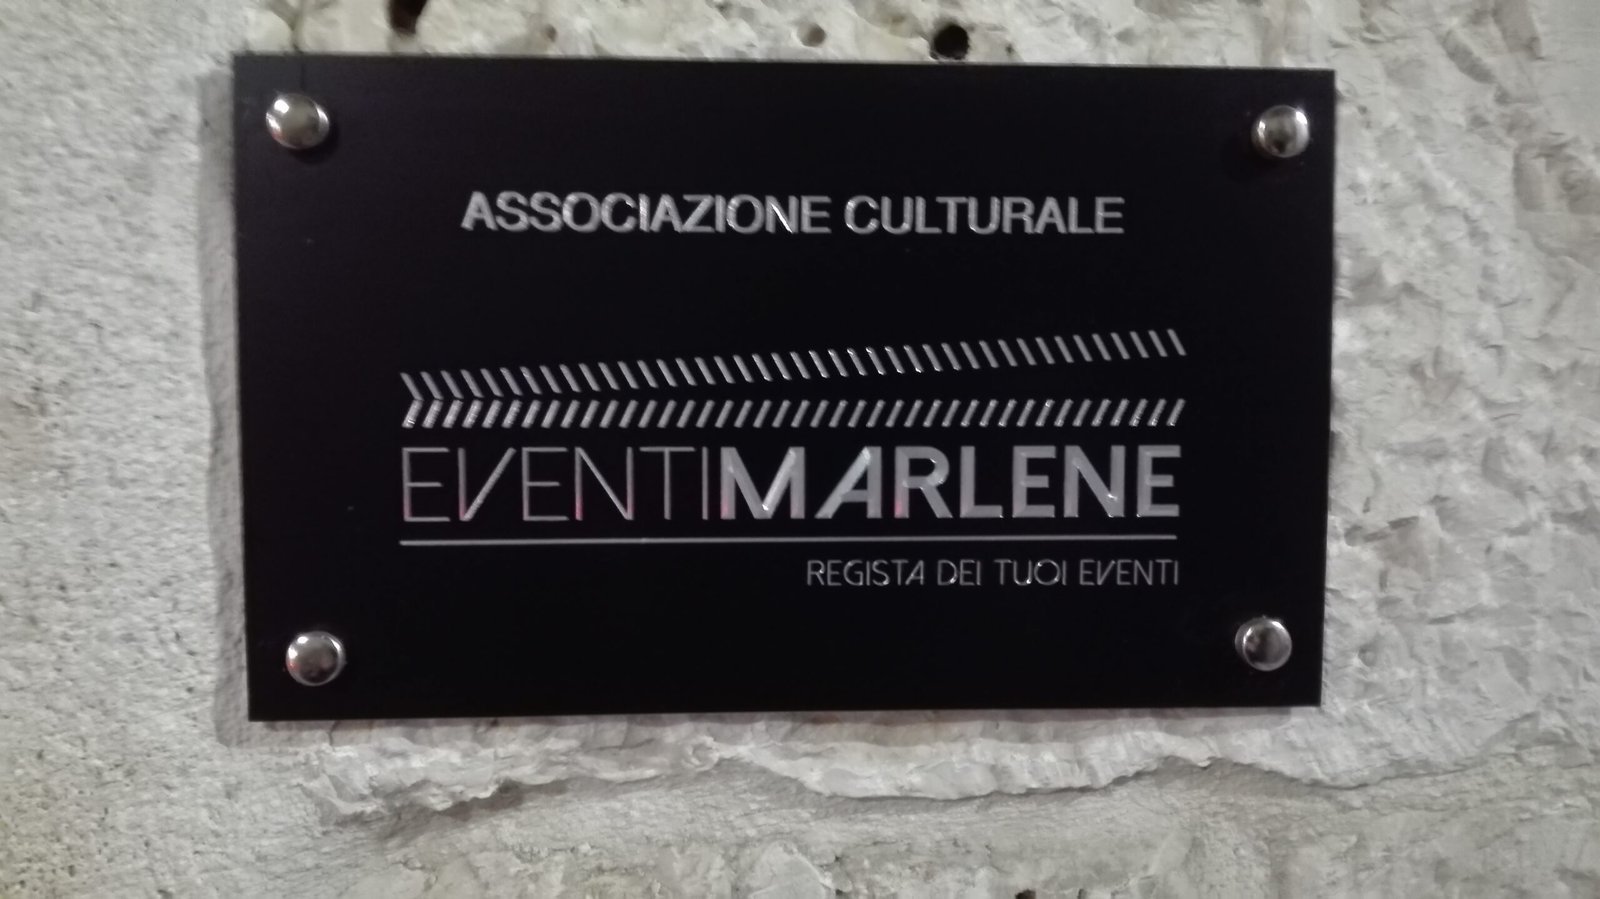 ASSOCIAZIONE CULTURALE
EVENTIMARLENE
REGISTA DEI TUOI EVENTI